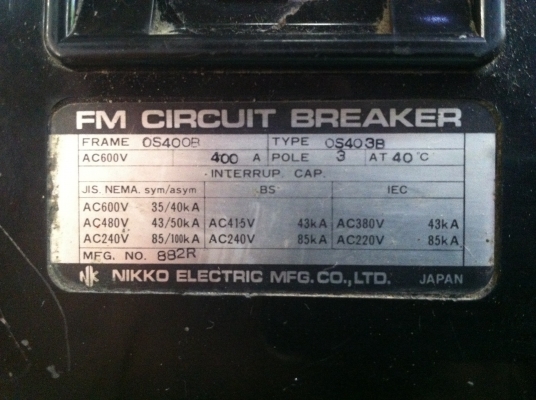 FM CIRCUIT BREAKER
FRAME OS400B TYPE OS403B
AC600V 400 A POLE 3 AT 40°C
INTERRUP. CAP.
JIS. NEMA. sym/asym BS IEC
AC600V 35/40kA
AC480V 43/50kA AC415V 43kA AC380V 43kA
AC240V 85/100kA AC240V 85kA AC220V 85kA
MFG. NO. 882R
NK NIKKO ELECTRIC MFG.CO.,LTD. JAPAN